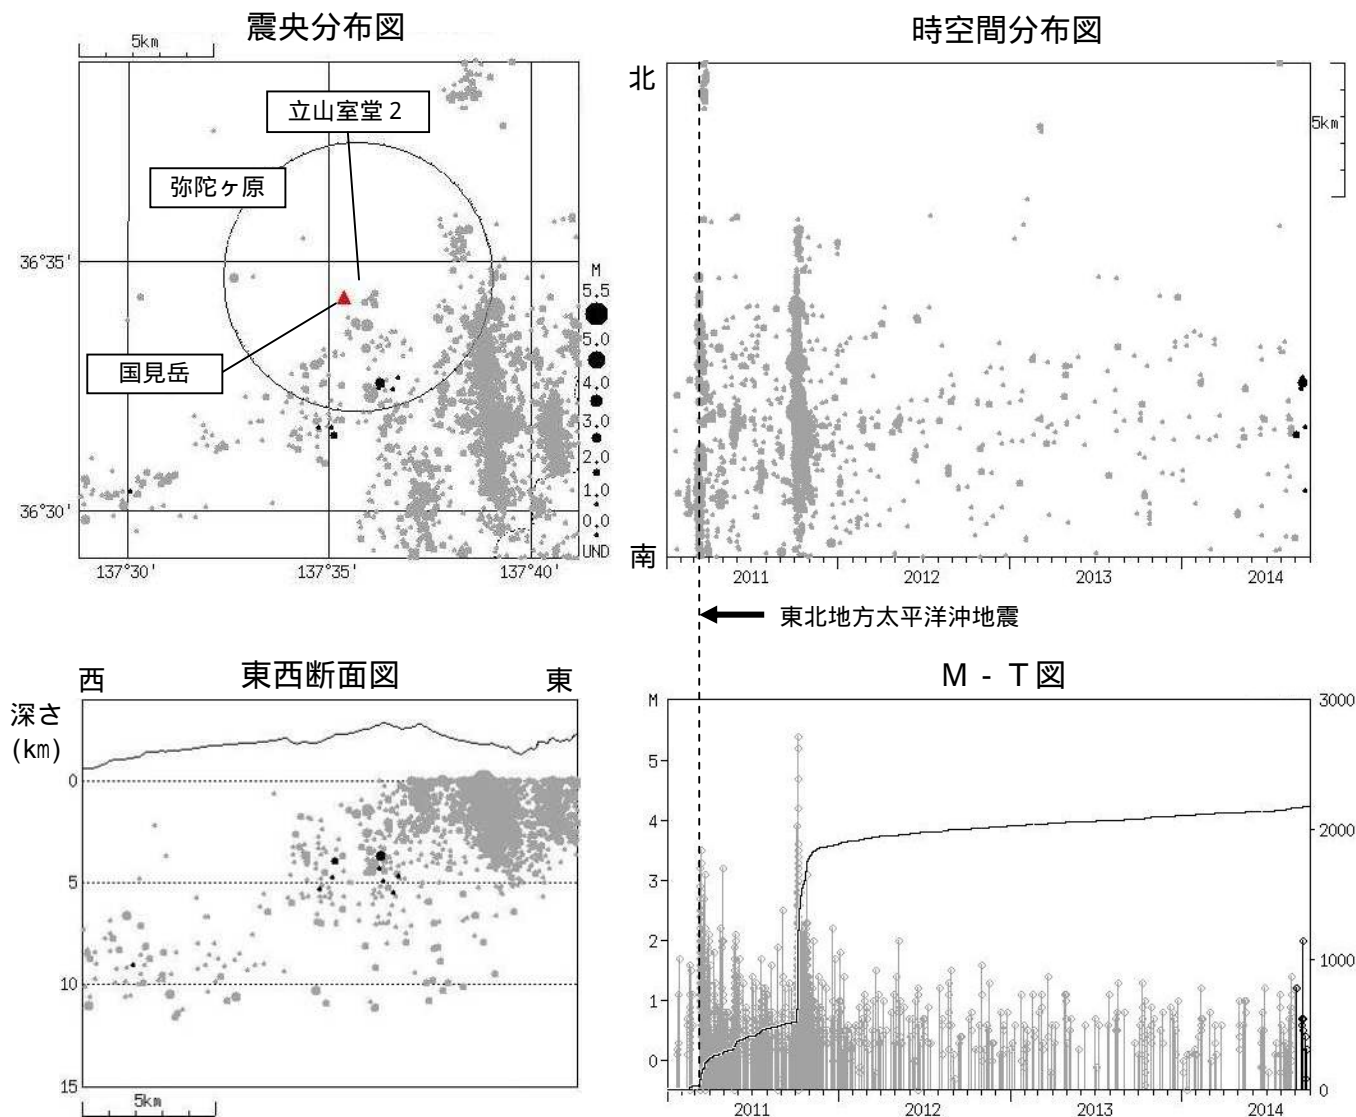 震央分布図
5km
立山室堂２
弥陀ヶ原
国見岳
36°35'
36°30'
137°30'
137°35'
137°40'
M
5.5
5.0
4.0
3.0
2.0
1.0
0.0
UND
時空間分布図
北
南
5km
2011
2012
2013
2014
東北地方太平洋沖地震
東西断面図
西
東
深さ
(km)
0
5
10
15
5km
Ｍ - Ｔ図
M
5
4
3
2
1
0
3000
2000
1000
0
2011
2012
2013
2014